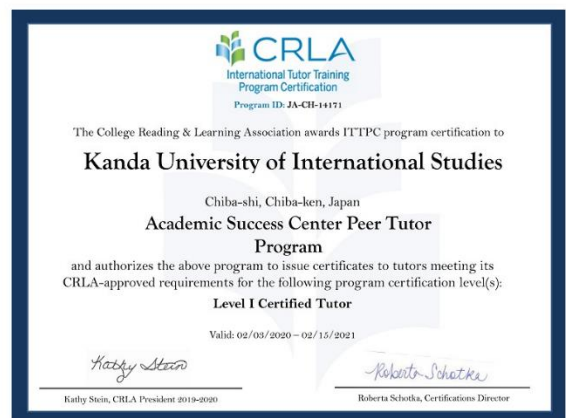 CRLA
International Tutor Training
Program Certification
Program ID: JA-CH-14171
The College Reading & Learning Association awards ITTPC program certification to
Kanda University of International Studies
Chiba-shi, Chiba-ken, Japan
Academic Success Center Peer Tutor
Program
and authorizes the above program to issue certificates to tutors meeting its
CRLA-approved requirements for the following program certification level(s):
Level I Certified Tutor
Valid: 02/03/2020 – 02/15/2021
Kathy Stein
Roberta Schotka
Kathy Stein, CRLA President 2019-2020
Roberta Schotka, Certifications Director